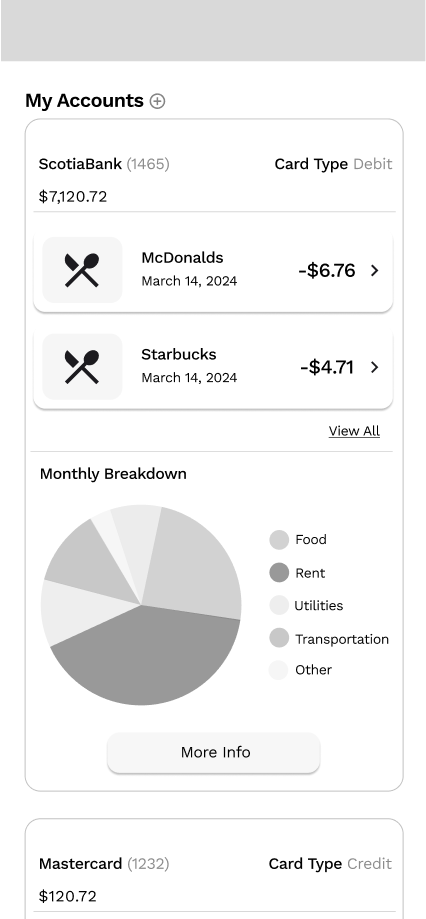 My Accounts
ScotiaBank (1465) Card Type Debit
$7,120.72
McDonalds
March 14, 2024
-$6.76
Starbucks
March 14, 2024
-$4.71
View All
Monthly Breakdown
Food
Rent
Utilities
Transportation
Other
More Info
Mastercard (1232) Card Type Credit
$120.72